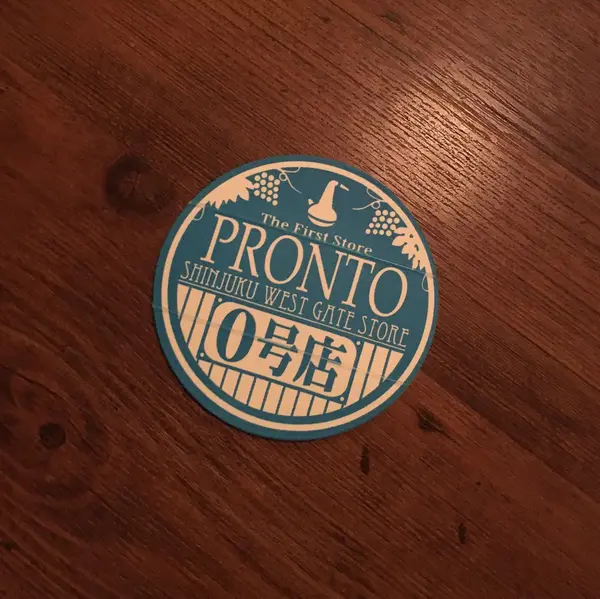 The First Store
PRONTO
SHINJUKU WEST GATE STORE
0号店